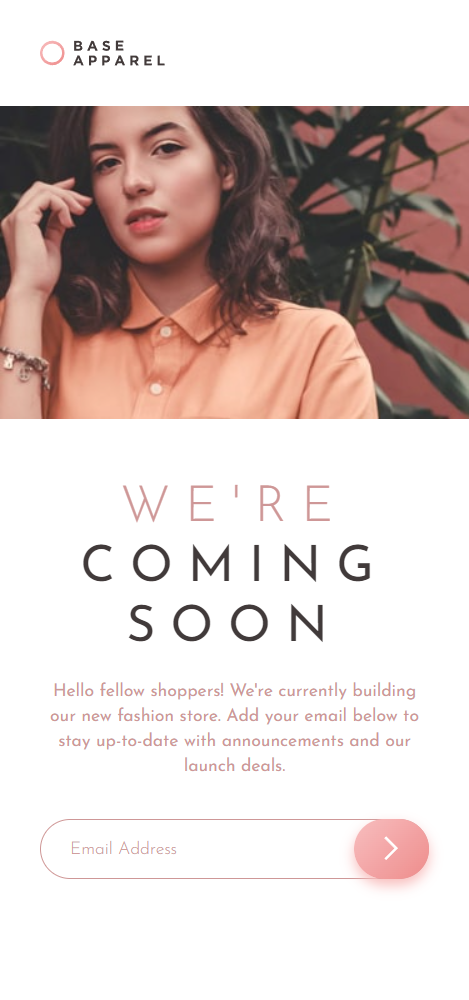 BASE
APPAREL
WE'RE
COMING
SOON
Hello fellow shoppers! We're currently building
our new fashion store. Add your email below to
stay up-to-date with announcements and our
launch deals.
Email Address